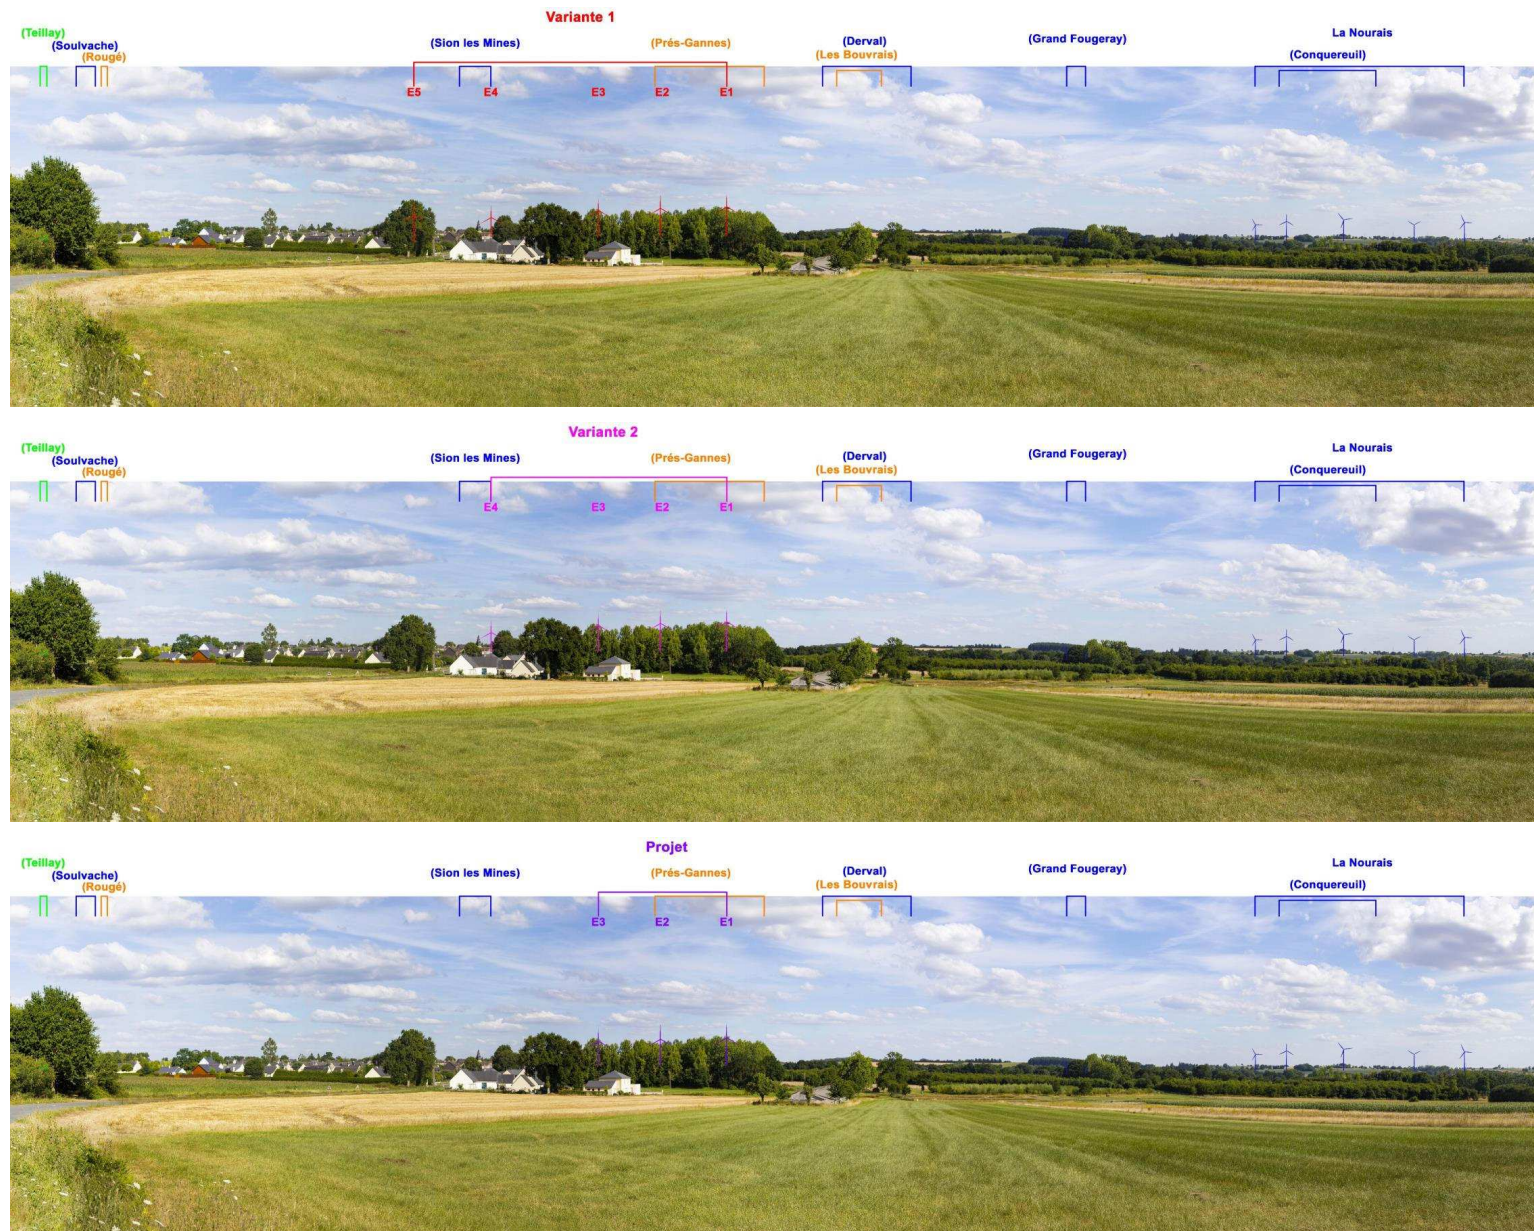 Variante 1
(Teillay)
(Soulvache)
(Rougé)
(Sion les Mines)
(Prés-Gannes)
(Derval)
(Les Bouvrais)
(Grand Fougeray)
La Nourais
(Conquereuil)
E5
E4
E3
E2
E1
Variante 2
(Teillay)
(Soulvache)
(Rougé)
(Sion les Mines)
(Prés-Gannes)
(Derval)
(Les Bouvrais)
(Grand Fougeray)
La Nourais
(Conquereuil)
E4
E3
E2
E1
Projet
(Teillay)
(Soulvache)
(Rougé)
(Sion les Mines)
(Prés-Gannes)
(Derval)
(Les Bouvrais)
(Grand Fougeray)
La Nourais
(Conquereuil)
E3
E2
E1